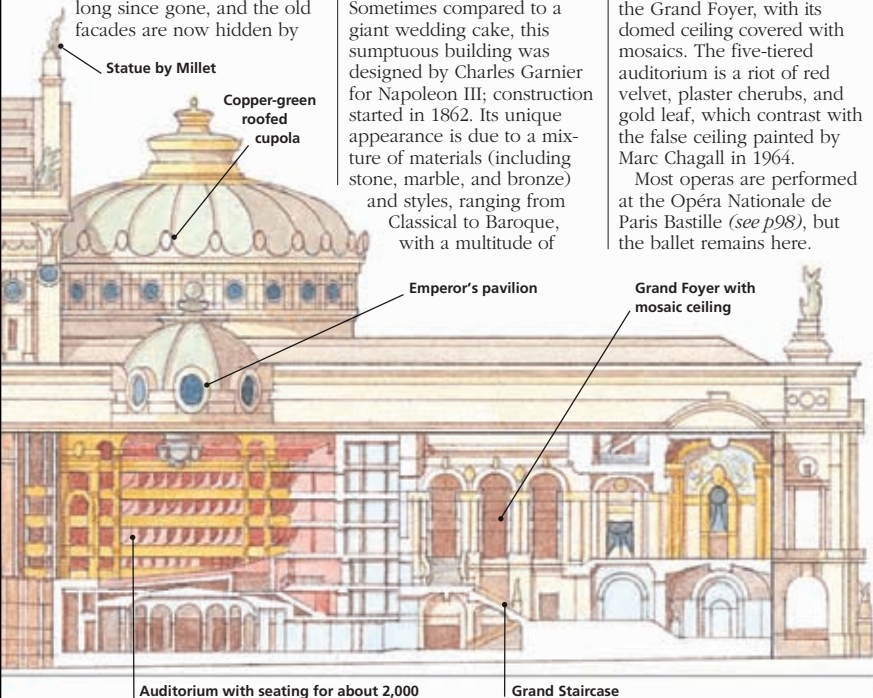 long since gone, and the old
facades are now hidden by
Sometimes compared to a
giant wedding cake, this
sumptuous building was
designed by Charles Garnier
for Napoleon III; construction
started in 1862. Its unique
appearance is due to a mix-
ture of materials (including
stone, marble, and bronze)
and styles, ranging from
Classical to Baroque,
with a multitude of
the Grand Foyer, with its
domed ceiling covered with
mosaics. The five-tiered
auditorium is a riot of red
velvet, plaster cherubs, and
gold leaf, which contrast with
the false ceiling painted by
Marc Chagall in 1964.
Most operas are performed
at the Opéra Nationale de
Paris Bastille (see p98), but
the ballet remains here.
Statue by Millet
Copper-green
roofed
cupola
Emperor's pavilion
Grand Foyer with
mosaic ceiling
Auditorium with seating for about 2,000
Grand Staircase